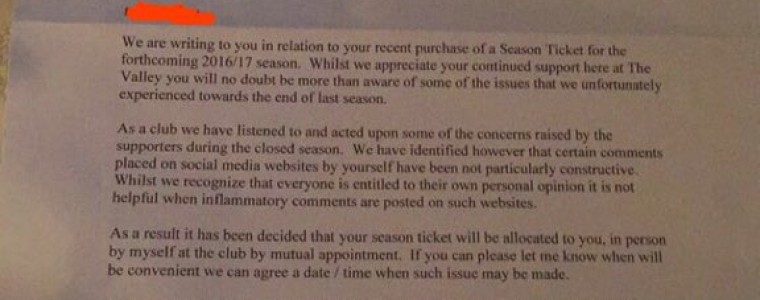 We are writing to you in relation to your recent purchase of a Season Ticket for the
forthcoming 2016/17 season. Whilst we appreciate your continued support here at The
Valley you will no doubt be more than aware of some of the issues that we unfortunately
experienced towards the end of last season.
As a club we have listened to and acted upon some of the concerns raised by the
supporters during the closed season. We have identified however that certain comments
placed on social media websites by yourself have been not particularly constructive.
Whilst we recognize that everyone is entitled to their own personal opinion it is not
helpful when inflammatory comments are posted on such websites.
As a result it has been decided that your season ticket will be allocated to you, in person
by myself at the club by mutual appointment. If you can please let me know when will
be convenient we can agree a date / time when such issue may be made.